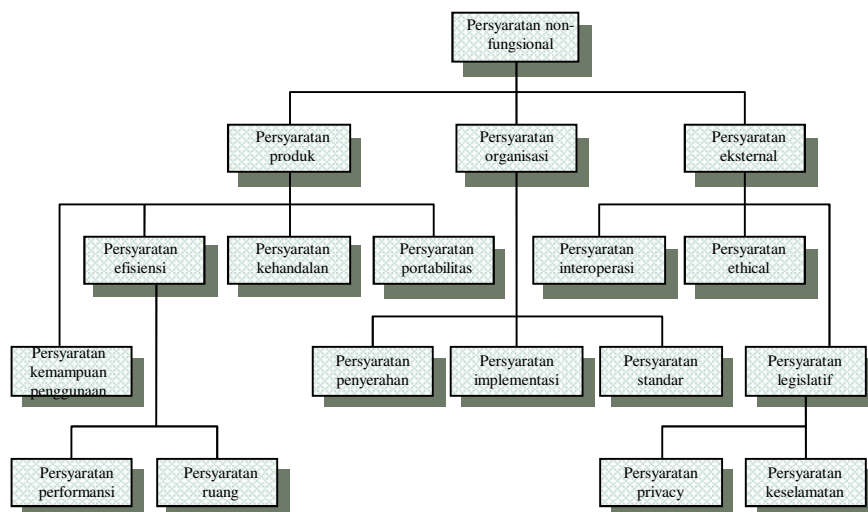 Persyaratan non-
fungsional
Persyaratan
produk
Persyaratan
organisasi
Persyaratan
eksternal
Persyaratan
efisiensi
Persyaratan
kehandalan
Persyaratan
portabilitas
Persyaratan
interoperasi
Persyaratan
ethical
Persyaratan
kemampuan
penggunaan
Persyaratan
penyerahan
Persyaratan
implementasi
Persyaratan
standar
Persyaratan
legislatif
Persyaratan
performansi
Persyaratan
ruang
Persyaratan
privacy
Persyaratan
keselamatan